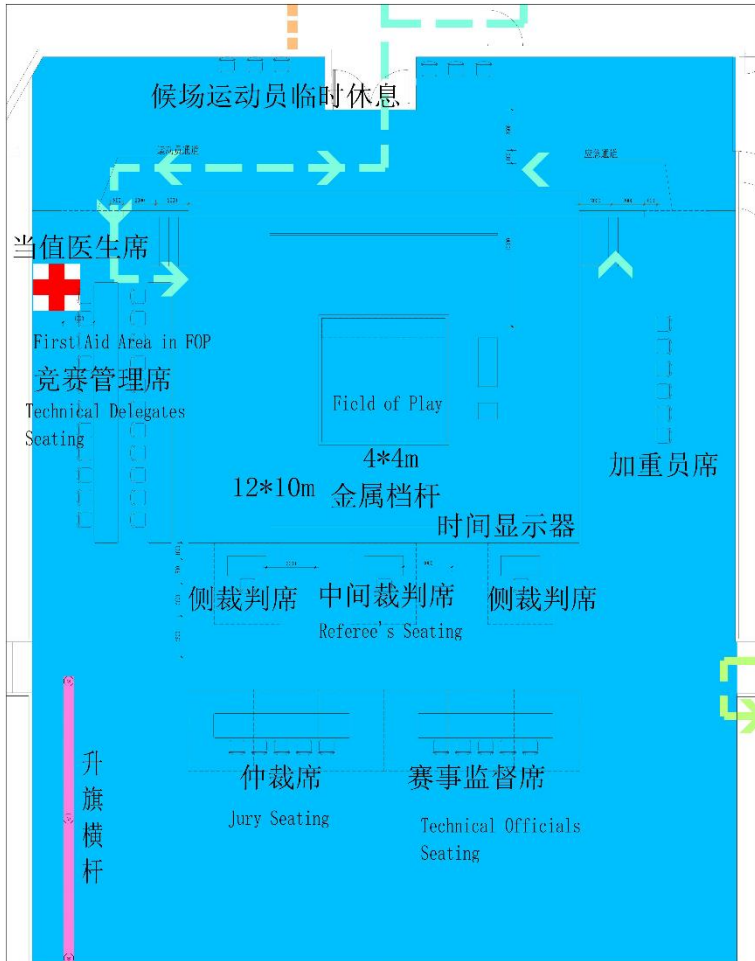 候场运动员临时休息
应急通道
当值医生席
First Aid Area in FOP
竞赛管理席
Technical Delegates
Seating
Field of Play
4*4m
12*10m
金属档杆
时间显示器
加重员席
侧裁判席
中间裁判席
侧裁判席
Referee's Seating
仲裁席
赛事监督席
Jury Seating
Technical Officials
Seating
升旗横杆